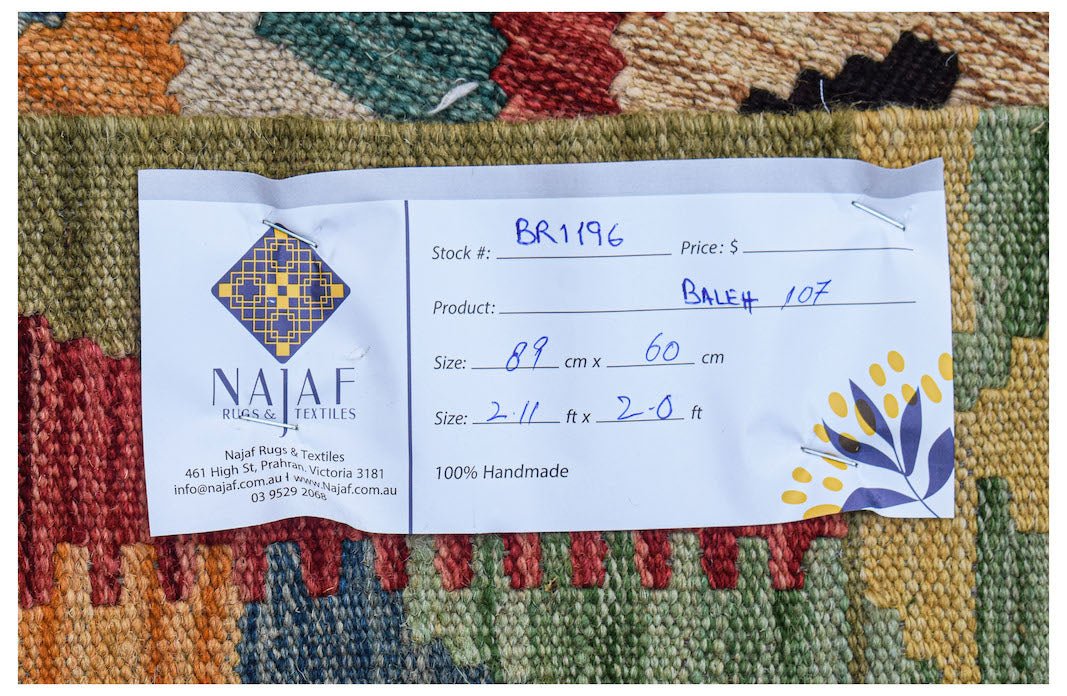 NAJAF
RUGS & TEXTILES
Najaf Rugs & Textiles
461 High St, Prahran, Victoria 3181
info@najaf.com.au | www.Najaf.com.au
03 9529 2068
Stock #: BR1196 Price: $
Product: BALEH 107
Size: 89 cm x 60 cm
Size: 2.11 ft x 2-0 ft
100% Handmade